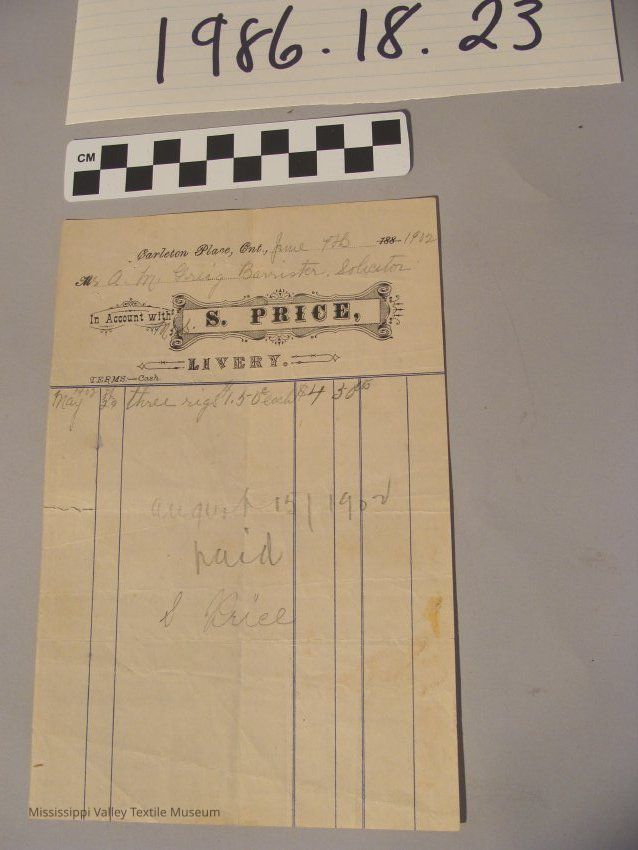 1986.18.23
CM
Carleton Place, Ont., June 9th 188 1902
Mr A. M. Greig Barrister, Solicitor
In Account with
S. PRICE,
LIVERY.
TERMS:—Cash.
May 29 three rigs 1.50c each $4 50
august 15/1902
paid
S Price
Mississippi Valley Textile Museum